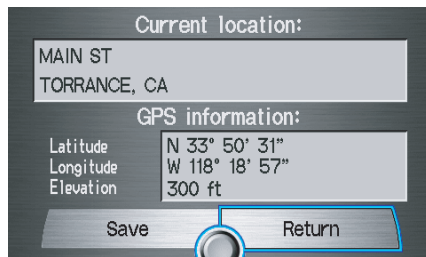 Current location:
MAIN ST
TORRANCE, CA
GPS information:
Latitude N 33° 50' 31”
Longitude W 118° 18' 57”
Elevation 300 ft
Save Return